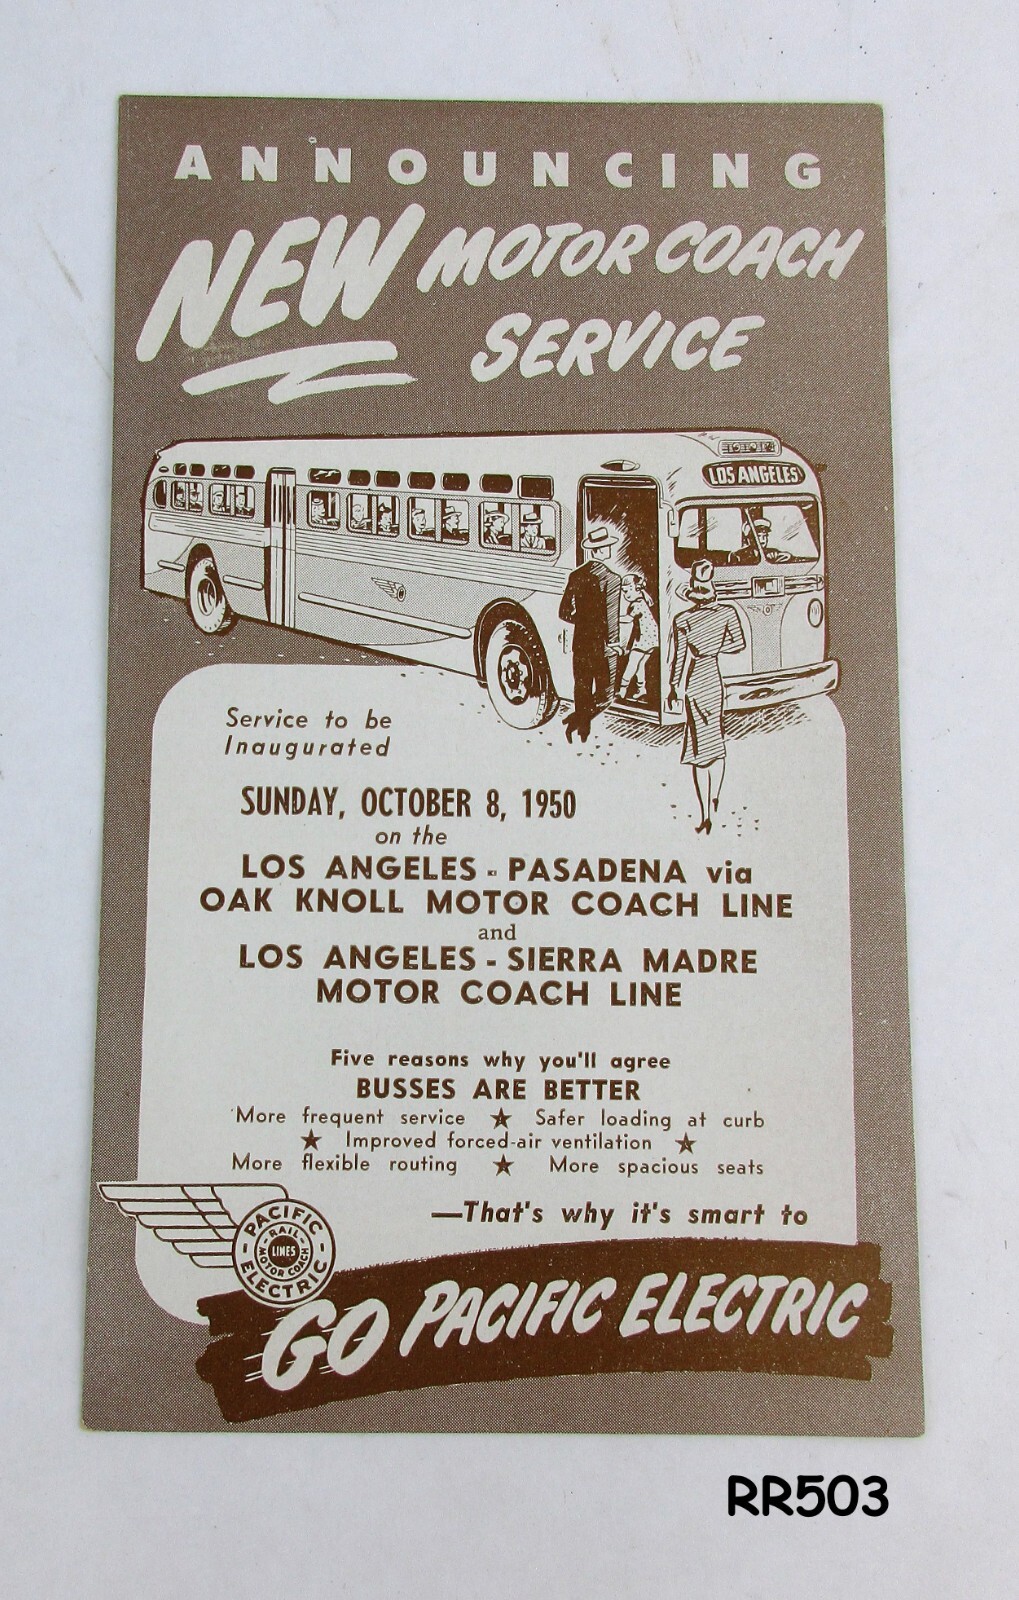 ANNOUNCING
NEW MOTOR COACH
SERVICE
LOS ANGELES
Service to be
Inaugurated
SUNDAY, OCTOBER 8, 1950
on the
LOS ANGELES - PASADENA via
OAK KNOLL MOTOR COACH LINE
and
LOS ANGELES - SIERRA MADRE
MOTOR COACH LINE
Five reasons why you'll agree
BUSSES ARE BETTER
More frequent service ★ Safer loading at curb
★ Improved forced-air ventilation ★
More flexible routing ★ More spacious seats
—That's why it's smart to
PACIFIC
RAIL
LINES
MOTOR COACH
ELECTRIC
GO PACIFIC ELECTRIC
RR503